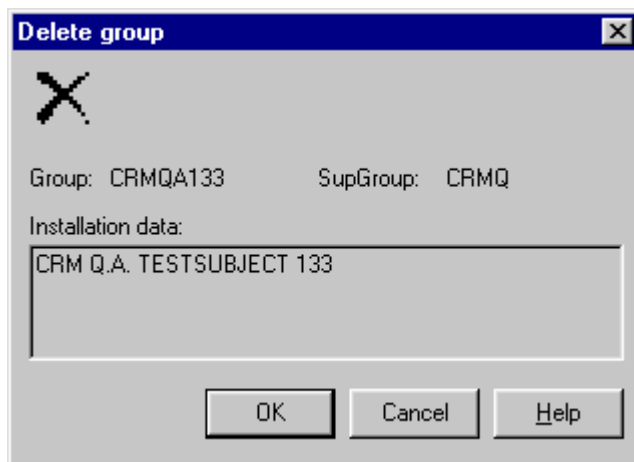 Delete group
Group: CRMQA133 SupGroup: CRMQ
Installation data:
CRM Q.A. TESTSUBJECT 133
OK Cancel Help